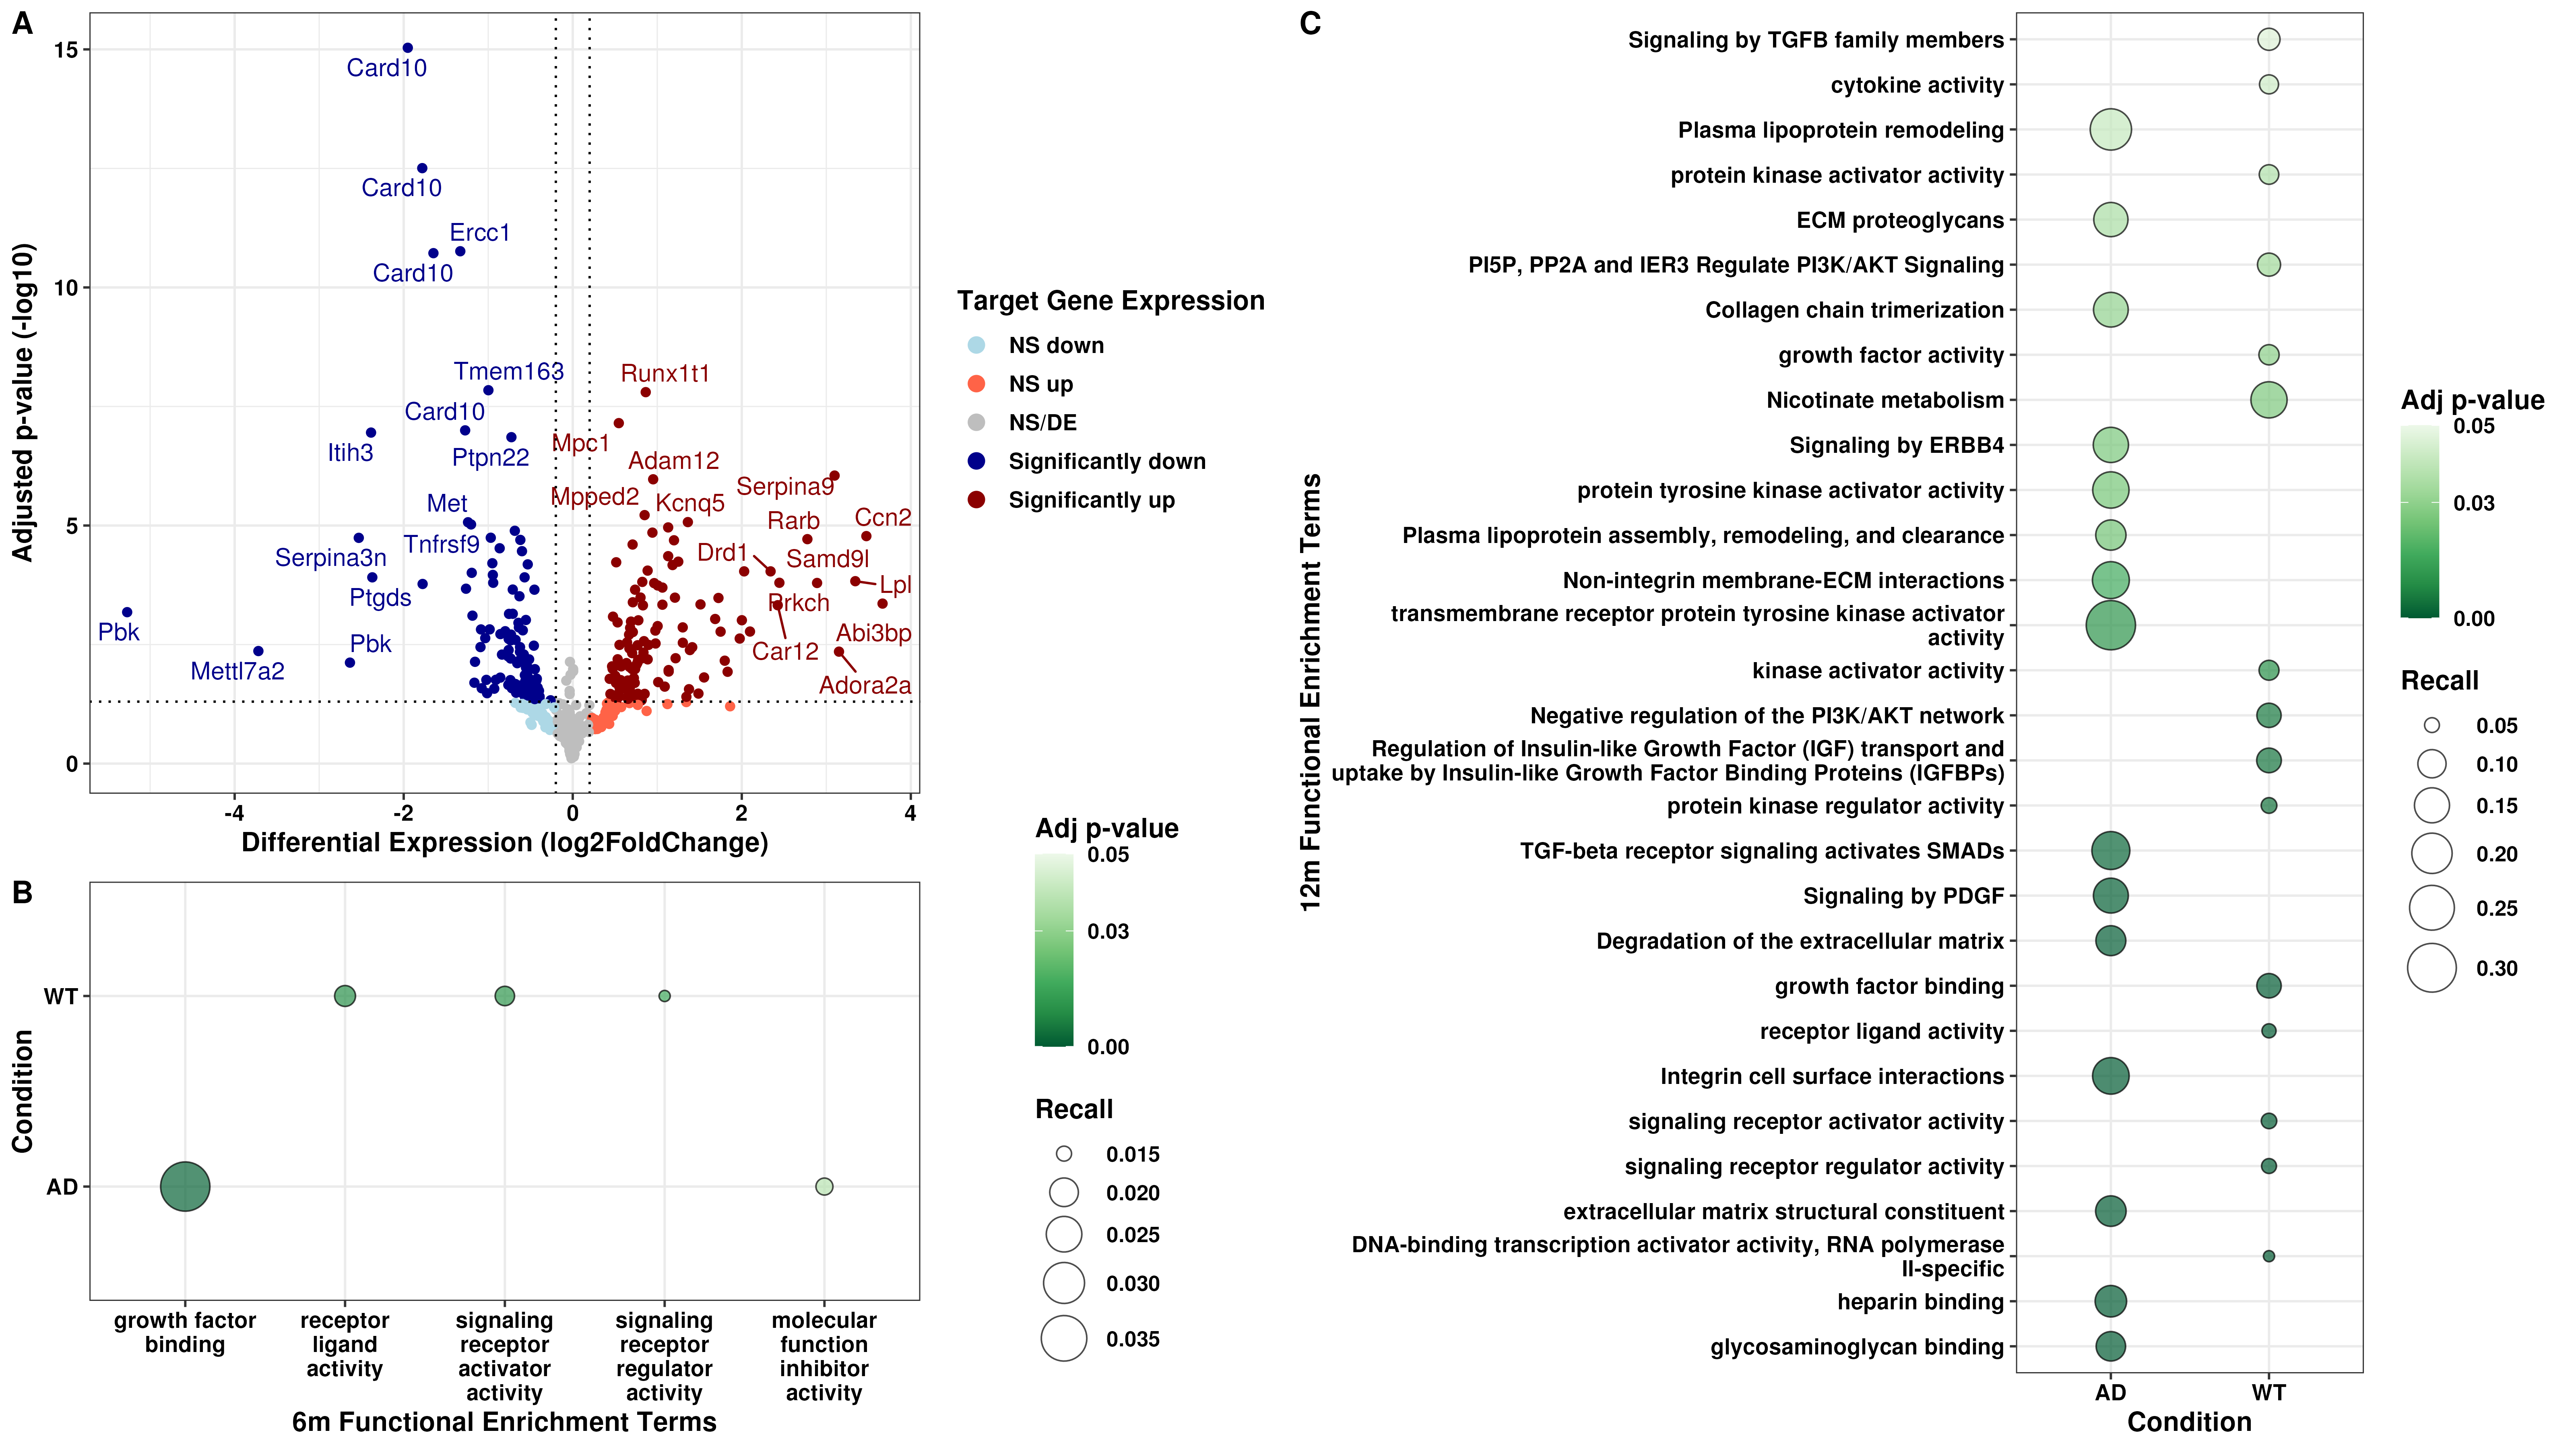 A
Adjusted p-value (-log10)
15
10
5
0
Card10
Card10
Ercc1
Card10
Tmem163
Runx1t1
Card10
Mpc1
Itih3
Ptpn22
Adam12
Serpina9
Met
Mpped2
Kcnq5
Rarb
Ccn2
Tnfrsf9
Serpina3n
Drd1
Samd9l
Lpl
Ptgds
Prkch
Pbk
Pbk
Car12
Abi3bp
Mettl7a2
Adora2a
-4
-2
0
2
4
Differential Expression (log2FoldChange)
Target Gene Expression
NS down
NS up
NS/DE
Significantly down
Significantly up
B
Condition
WT
AD
growth factor
binding
receptor
ligand
activity
signaling
receptor
activator
activity
signaling
receptor
regulator
activity
molecular
function
inhibitor
activity
6m Functional Enrichment Terms
Adj p-value
0.05
0.03
0.00
Recall
0.015
0.020
0.025
0.030
0.035
C
12m Functional Enrichment Terms
Signaling by TGFB family members
cytokine activity
Plasma lipoprotein remodeling
protein kinase activator activity
ECM proteoglycans
PI5P, PP2A and IER3 Regulate PI3K/AKT Signaling
Collagen chain trimerization
growth factor activity
Nicotinate metabolism
Signaling by ERBB4
protein tyrosine kinase activator activity
Plasma lipoprotein assembly, remodeling, and clearance
Non-integrin membrane-ECM interactions
transmembrane receptor protein tyrosine kinase activator
activity
kinase activator activity
Negative regulation of the PI3K/AKT network
Regulation of Insulin-like Growth Factor (IGF) transport and
uptake by Insulin-like Growth Factor Binding Proteins (IGFBPs)
protein kinase regulator activity
TGF-beta receptor signaling activates SMADs
Signaling by PDGF
Degradation of the extracellular matrix
growth factor binding
receptor ligand activity
Integrin cell surface interactions
signaling receptor activator activity
signaling receptor regulator activity
extracellular matrix structural constituent
DNA-binding transcription activator activity, RNA polymerase
II-specific
heparin binding
glycosaminoglycan binding
AD
WT
Condition
Adj p-value
0.05
0.03
0.00
Recall
0.05
0.10
0.15
0.20
0.25
0.30